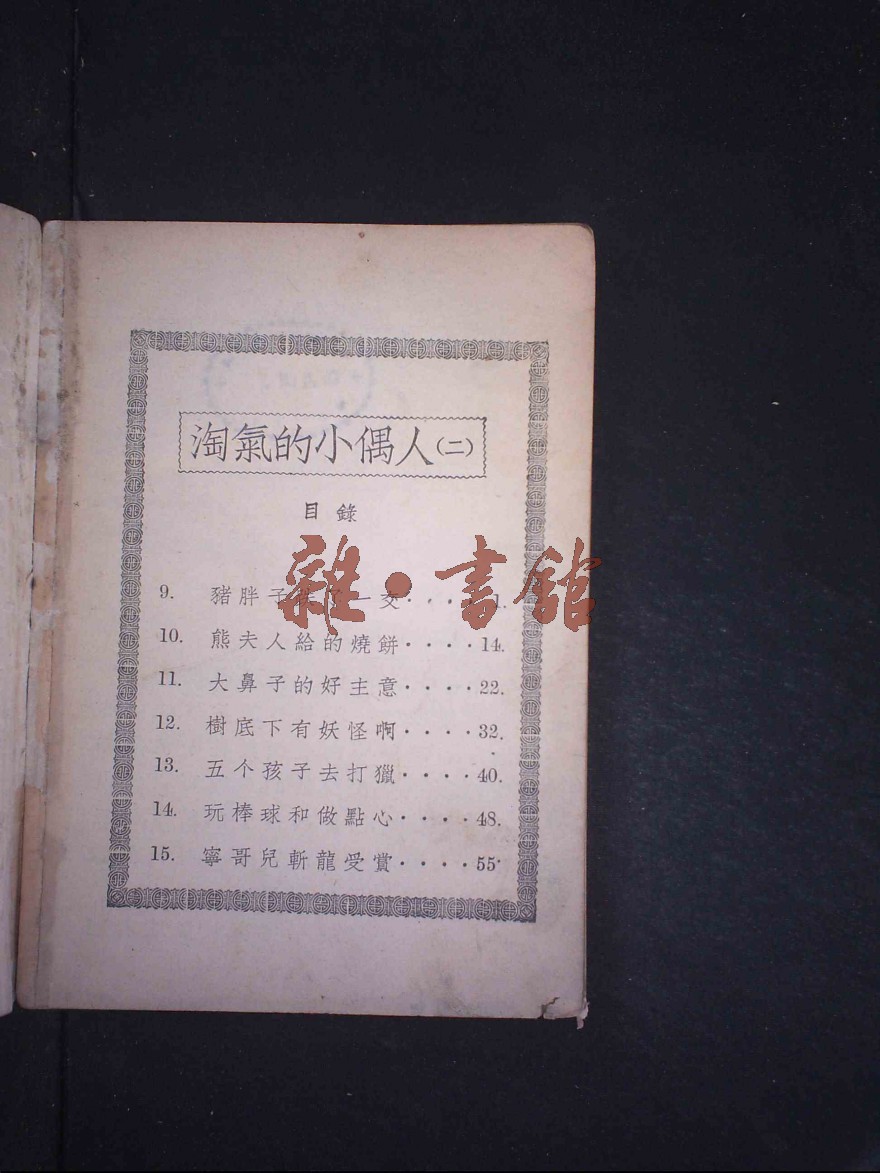 淘氣的小偶人(二)
目錄
9. 豬胖子 一交····1.
10. 熊夫人給的燒餅····14.
11. 大鼻子的好主意····22.
12. 樹底下有妖怪啊····32.
13. 五个孩子去打獵····40.
14. 玩棒球和做點心····48.
15. 寧哥兒斬龍受賞····55
雜·書館